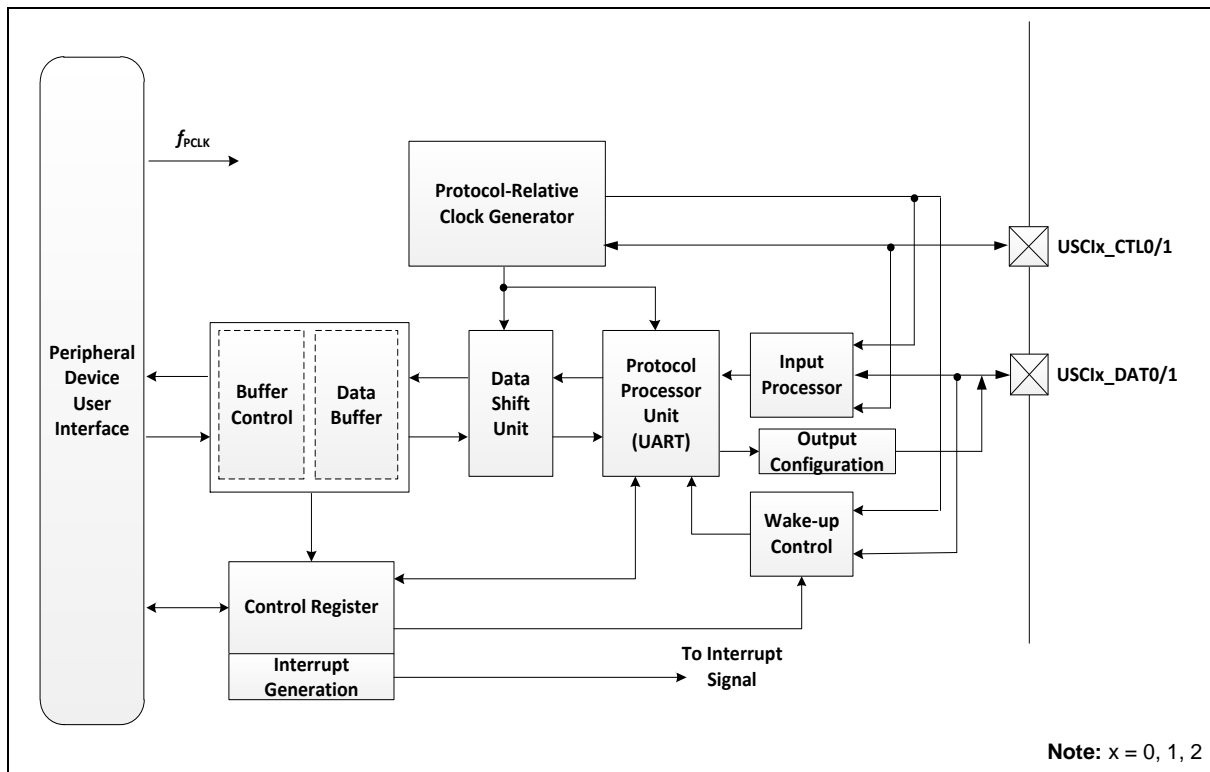 fPCLK
Protocol-Relative
Clock Generator
USCIx_CTL0/1
Peripheral
Device
User
Interface
Buffer
Control
Data
Buffer
Data
Shift
Unit
Protocol
Processor
Unit
(UART)
Input
Processor
USCIx_DAT0/1
Output
Configuration
Wake-up
Control
Control Register
Interrupt
Generation
To Interrupt
Signal
Note: x = 0, 1, 2